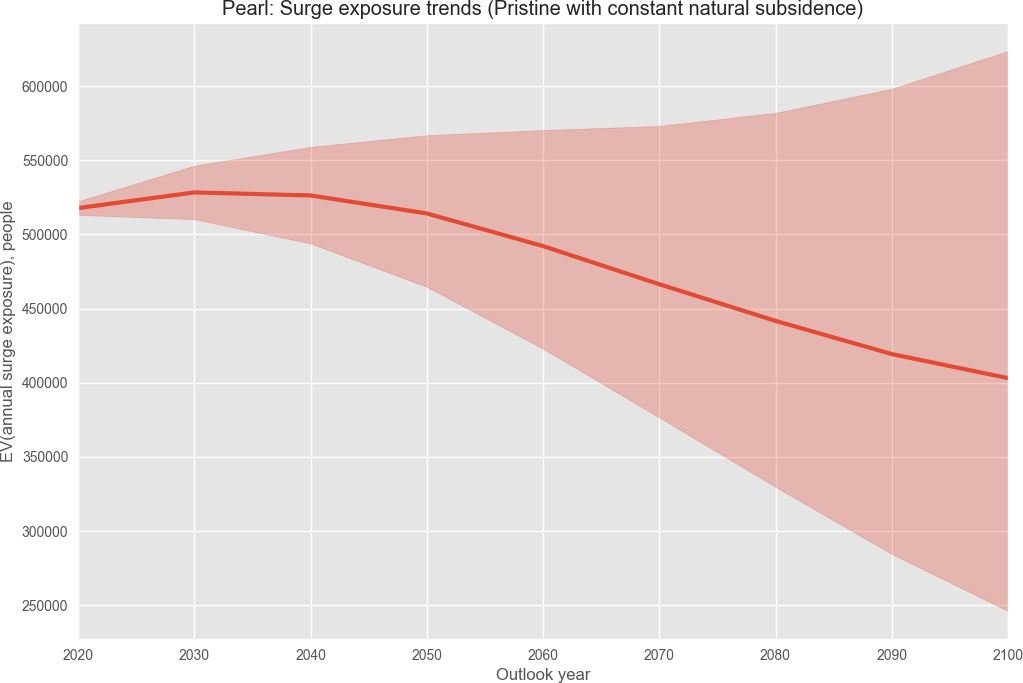 Pearl: Surge exposure trends (Pristine with constant natural subsidence)
EV(annual surge exposure), people
600000
550000
500000
450000
400000
350000
300000
250000
2020 2030 2040 2050 2060 2070 2080 2090 2100
Outlook year